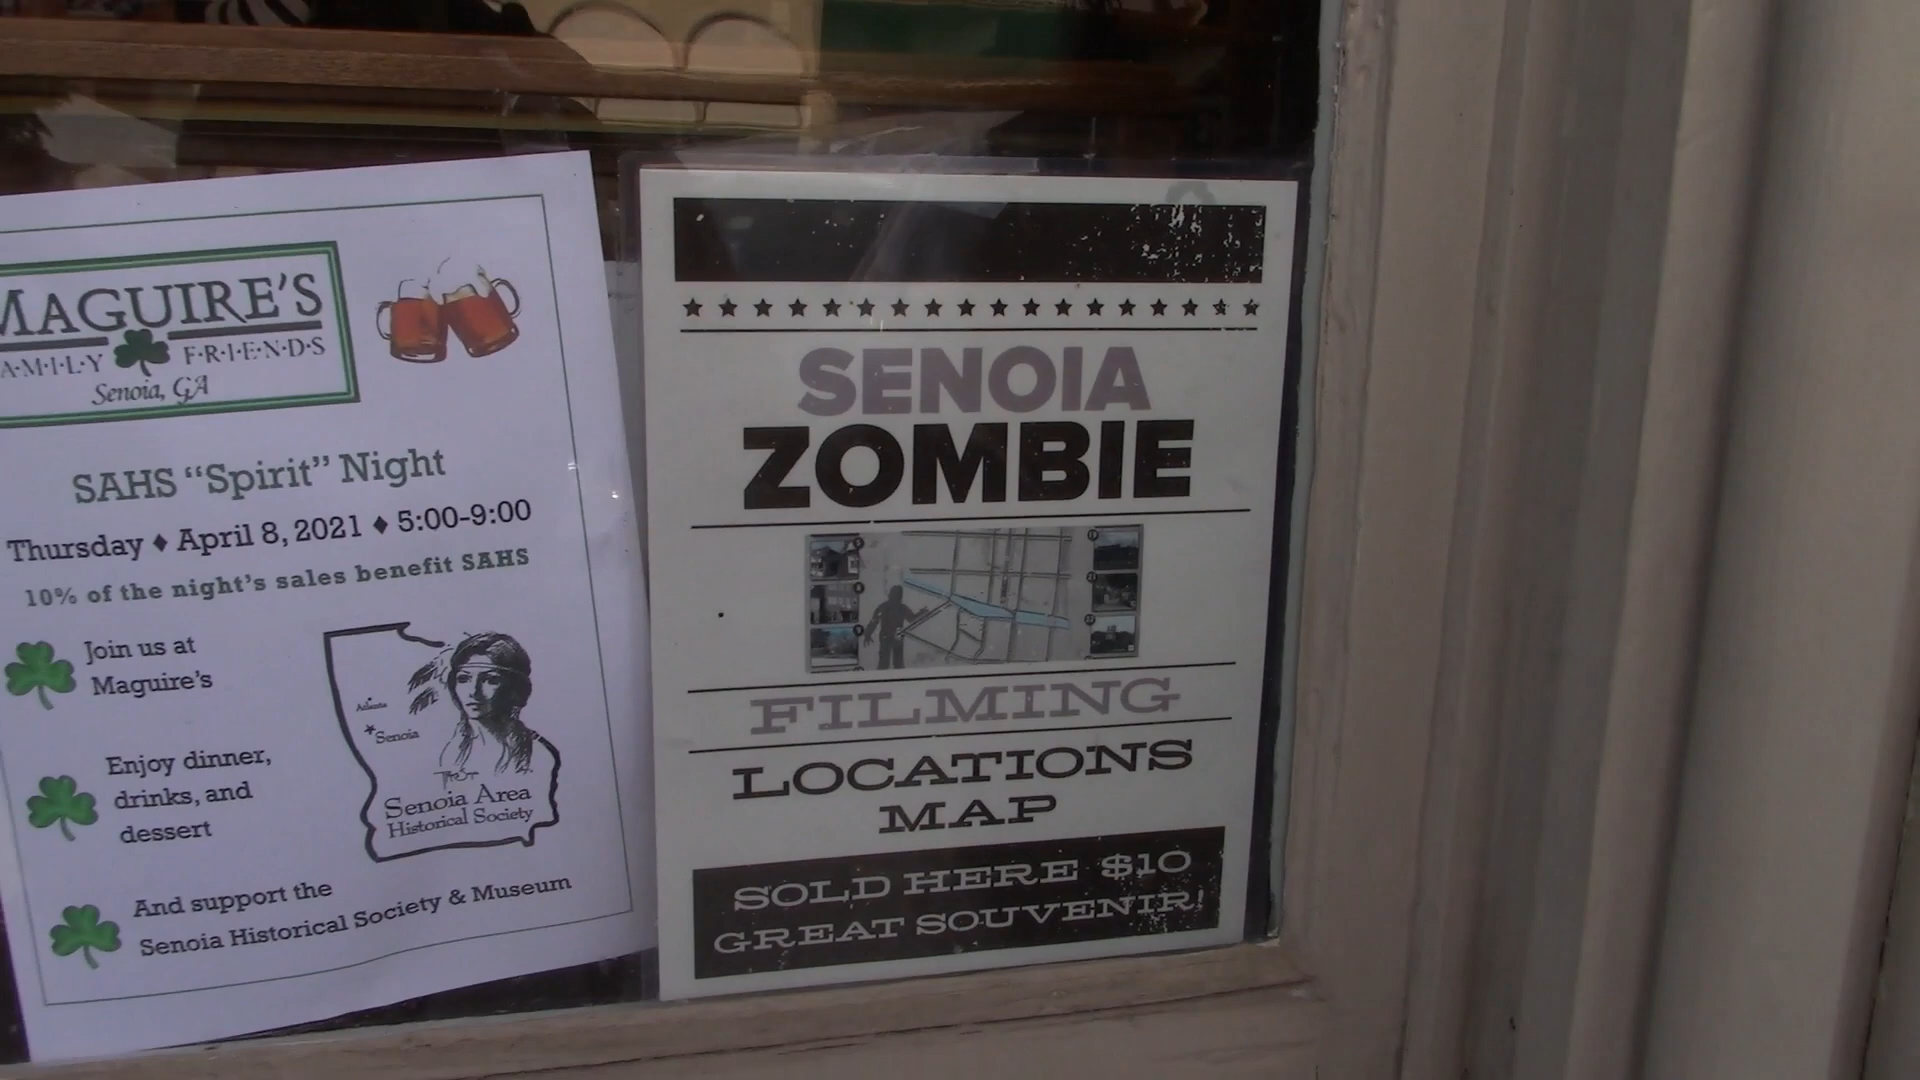 MAGUIRE'S
F·R·I·E·N·D·S
Senoia, GA
SAHS "Spirit" Night
Thursday ♦ April 8, 2021 ♦ 5:00-9:00
10% of the night's sales benefit SAHS
Join us at
Maguire's
Enjoy dinner,
drinks, and
dessert
And support the
Senoia Historical Society & Museum
Atlanta
Senoia
Senoia Area
Historical Society
SENOIA
ZOMBIE
FILMING
LOCATIONS
MAP
SOLD HERE $10
GREAT SOUVENIR!